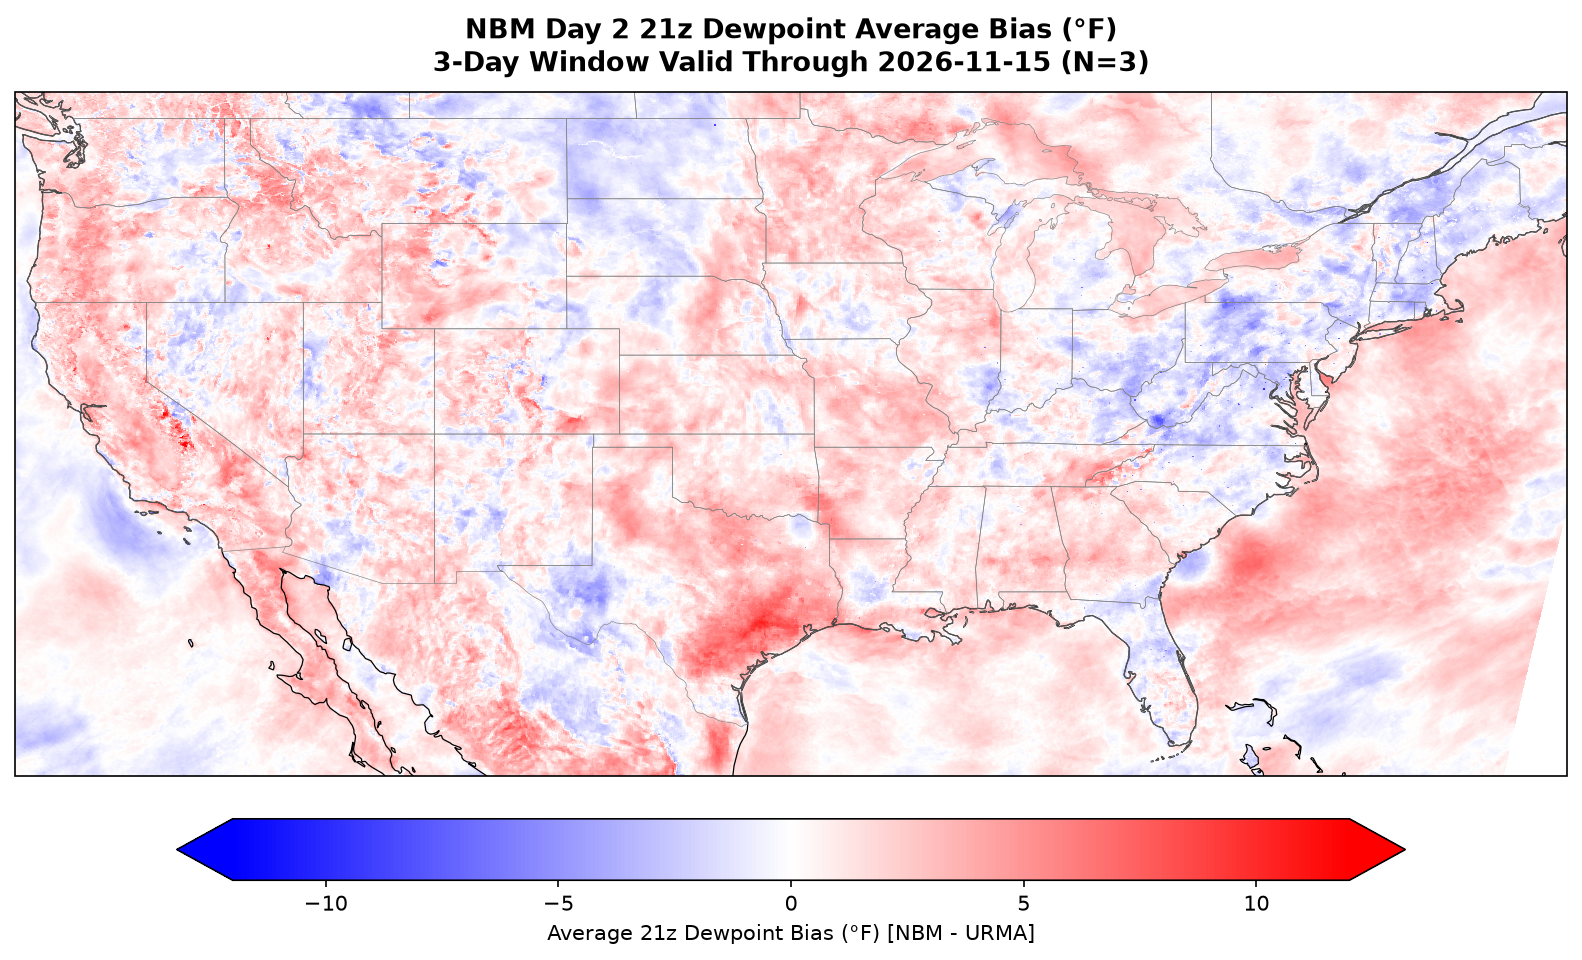 NBM Day 2 21z Dewpoint Average Bias (°F)
3-Day Window Valid Through 2026-11-15 (N=3)
−10 −5 0 5 10
Average 21z Dewpoint Bias (°F) [NBM - URMA]